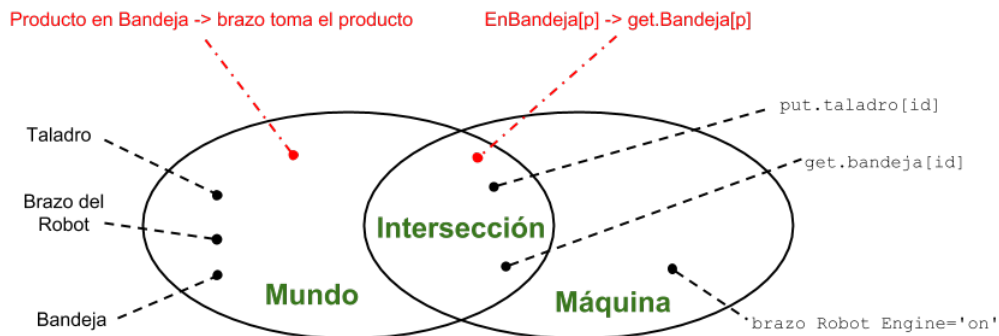 Producto en Bandeja -> brazo toma el producto
EnBandeja[p] -> get.Bandeja[p]
put.taladro[id]
Taladro
get.bandeja[id]
Brazo del
Robot
Intersección
Mundo
Máquina
Bandeja
brazo Robot Engine='on'